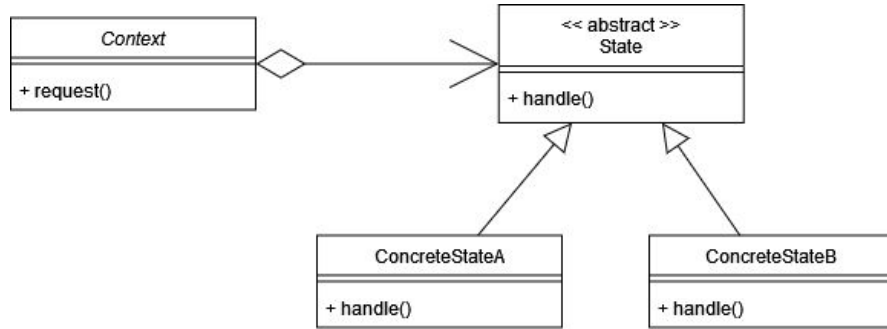 Context
+ request()
<< abstract >>
State
+ handle()
ConcreteStateA
+ handle()
ConcreteStateB
+ handle()